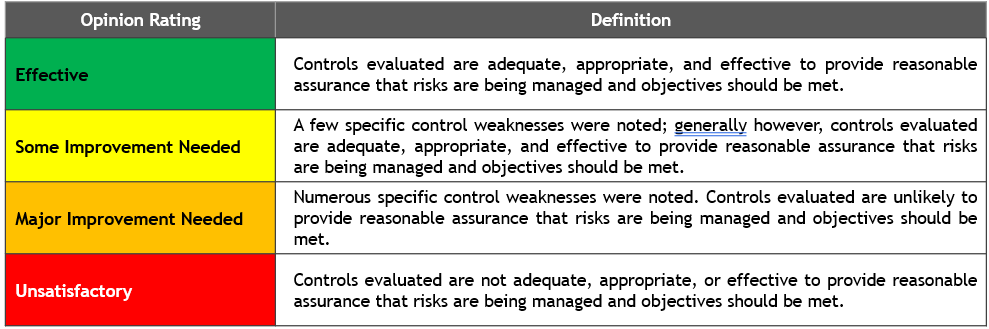 Opinion Rating
Definition
Effective
Controls evaluated are adequate, appropriate, and effective to provide reasonable
assurance that risks are being managed and objectives should be met.
Some Improvement Needed
A few specific control weaknesses were noted; generally however, controls evaluated
are adequate, appropriate, and effective to provide reasonable assurance that risks
are being managed and objectives should be met.
Major Improvement Needed
Numerous specific control weaknesses were noted. Controls evaluated are unlikely to
provide reasonable assurance that risks are being managed and objectives should be
met.
Unsatisfactory
Controls evaluated are not adequate, appropriate, or effective to provide reasonable
assurance that risks are being managed and objectives should be met.